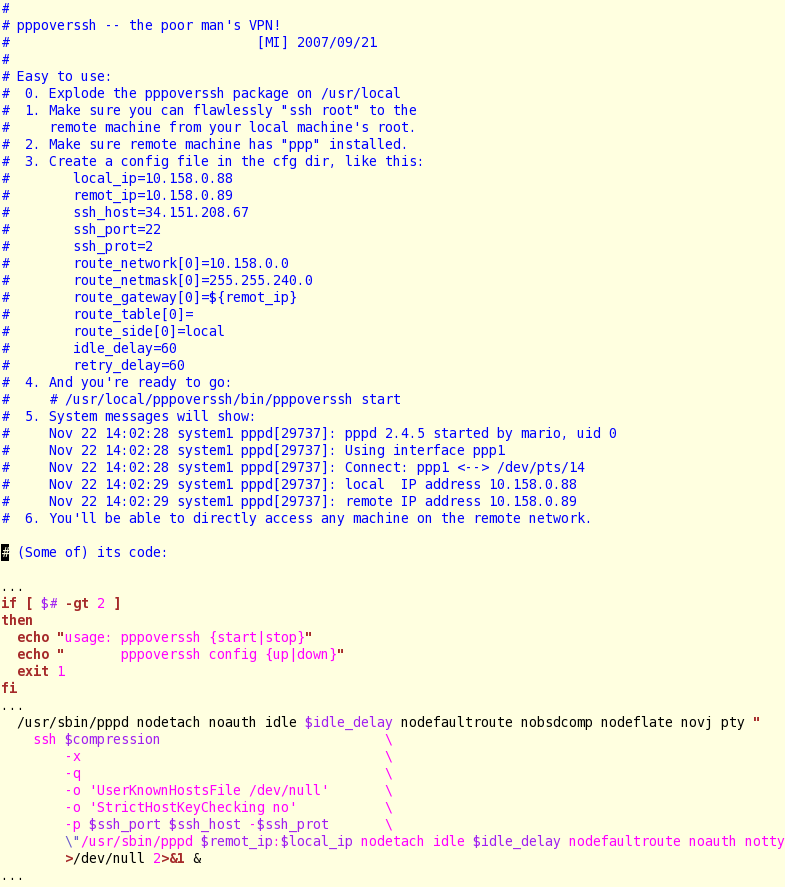 #
# pppoverssh -- the poor man's VPN!
#                               [MI] 2007/09/21
#
# Easy to use:
#  0. Explode the pppoverssh package on /usr/local
#  1. Make sure you can flawlessly "ssh root" to the
#     remote machine from your local machine's root.
#  2. Make sure remote machine has "ppp" installed.
#  3. Create a config file in the cfg dir, like this:
#        local_ip=10.158.0.88
#        remot_ip=10.158.0.89
#        ssh_host=34.151.208.67
#        ssh_port=22
#        ssh_prot=2
#        route_network[0]=10.158.0.0
#        route_netmask[0]=255.255.240.0
#        route_gateway[0]=${remot_ip}
#        route_table[0]=
#        route_side[0]=local
#        idle_delay=60
#        retry_delay=60
#  4. And you're ready to go:
#     # /usr/local/pppoverssh/bin/pppoverssh start
#  5. System messages will show:
#     Nov 22 14:02:28 system1 pppd[29737]: pppd 2.4.5 started by mario, uid 0
#     Nov 22 14:02:28 system1 pppd[29737]: Using interface ppp1
#     Nov 22 14:02:28 system1 pppd[29737]: Connect: ppp1 <--> /dev/pts/14
#     Nov 22 14:02:29 system1 pppd[29737]: local  IP address 10.158.0.88
#     Nov 22 14:02:29 system1 pppd[29737]: remote IP address 10.158.0.89
#  6. You'll be able to directly access any machine on the remote network.

# (Some of) its code:

...
if [ $# -gt 2 ]
then
  echo "usage: pppoverssh {start|stop}"
  echo "       pppoverssh config {up|down}"
  exit 1
fi
...
  /usr/sbin/pppd nodetach noauth idle $idle_delay nodefaultroute nobsdcomp nodeflate novj pty "
    ssh $compression                            \
        -x                                      \
        -q                                      \
        -o 'UserKnownHostsFile /dev/null'       \
        -o 'StrictHostKeyChecking no'           \
        -p $ssh_port $ssh_host -$ssh_prot       \
        \"/usr/sbin/pppd $remot_ip:$local_ip nodetach idle $idle_delay nodefaultroute noauth notty
        >/dev/null 2>&1 &
...